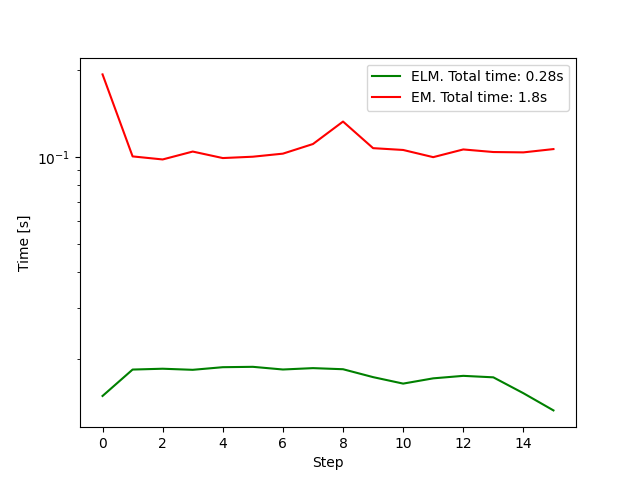 ELM. Total time: 0.28s
EM. Total time: 1.8s
10⁻¹
Time [s]
0 2 4 6 8 10 12 14
Step